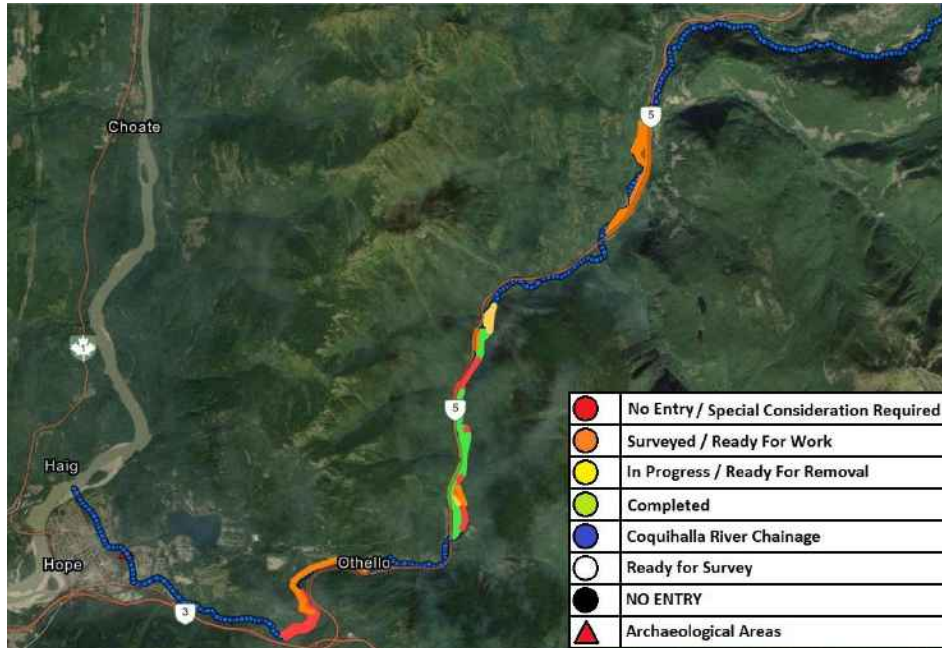 Choate
5
1
5
Haig
Hope
Othello
3
No Entry / Special Consideration Required
Surveyed / Ready For Work
In Progress / Ready For Removal
Completed
Coquihalla River Chainage
Ready for Survey
NO ENTRY
Archaeological Areas